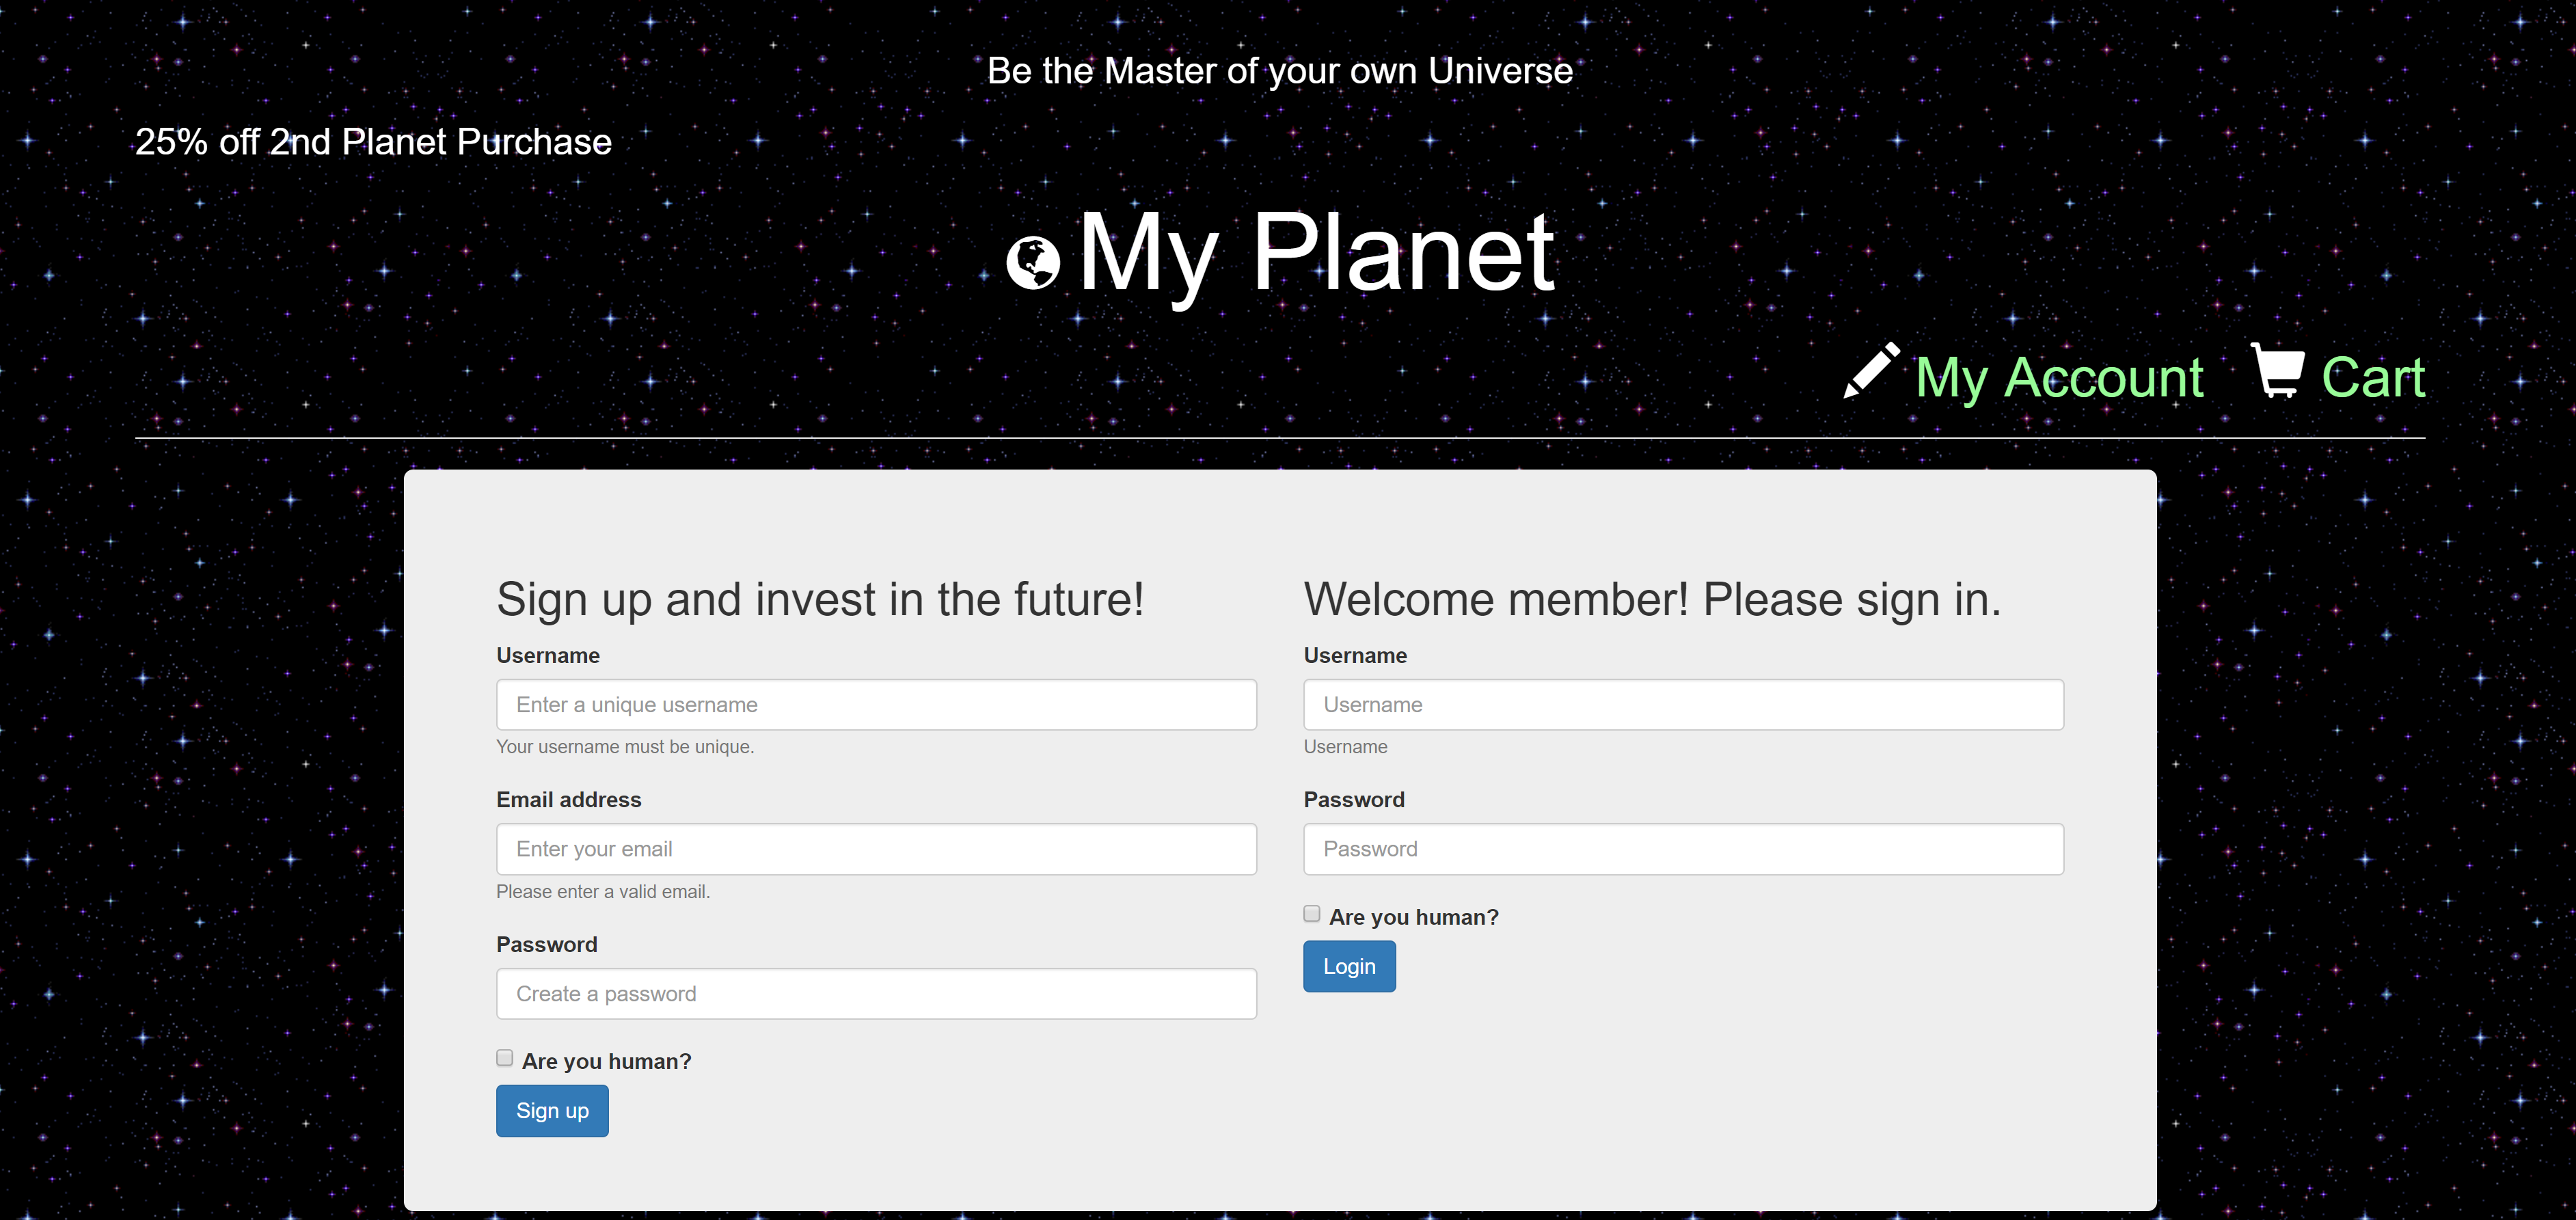 Be the Master of your own Universe
25% off 2nd Planet Purchase
My Planet
My Account Cart
Sign up and invest in the future!
Username
Enter a unique username
Your username must be unique.
Email address
Enter your email
Please enter a valid email.
Password
Create a password
Are you human?
Sign up
Welcome member! Please sign in.
Username
Username
Username
Password
Password
Are you human?
Login